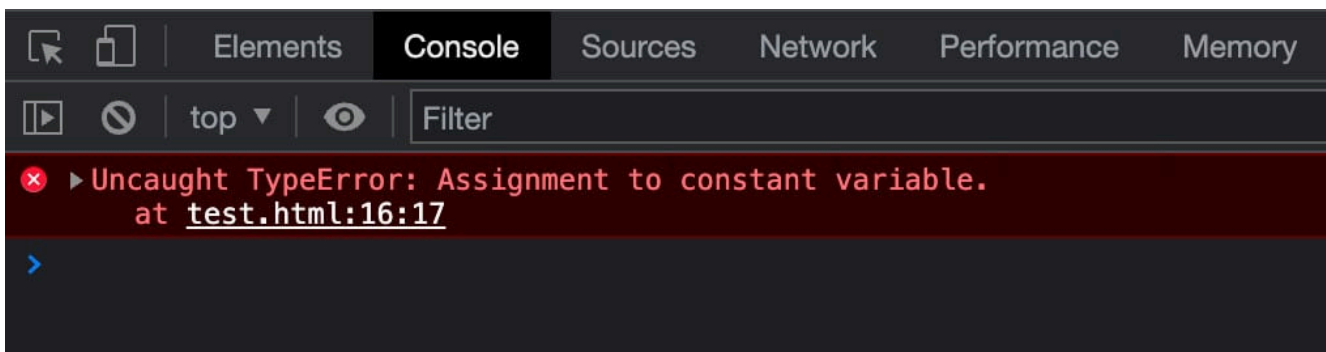 Elements Console Sources Network Performance Memory
top Filter
Uncaught TypeError: Assignment to constant variable.
at test.html:16:17